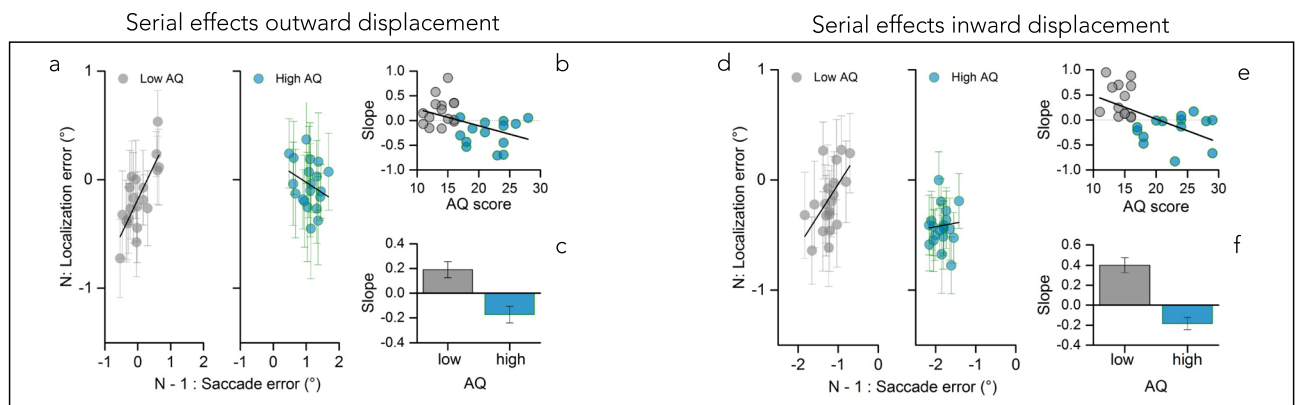 Serial effects outward displacement
Serial effects inward displacement
a
Low AQ
High AQ
1
0
-1
N: Localization error (°)
-1 0 1 2
-1 0 1 2
N - 1 : Saccade error (°)
b
1.0
0.5
0.0
-0.5
-1.0
Slope
10 15 20 25 30
AQ score
c
0.4
0.2
0.0
-0.2
-0.4
Slope
low high
AQ
d
Low AQ
High AQ
1
0
-1
N: Localization error (°)
-2 -1 0
-2 -1 0
N - 1 : Saccade error (°)
e
1.0
0.5
0.0
-0.5
-1.0
Slope
10 15 20 25 30
AQ score
f
0.6
0.4
0.2
0.0
-0.2
-0.4
Slope
low high
AQ